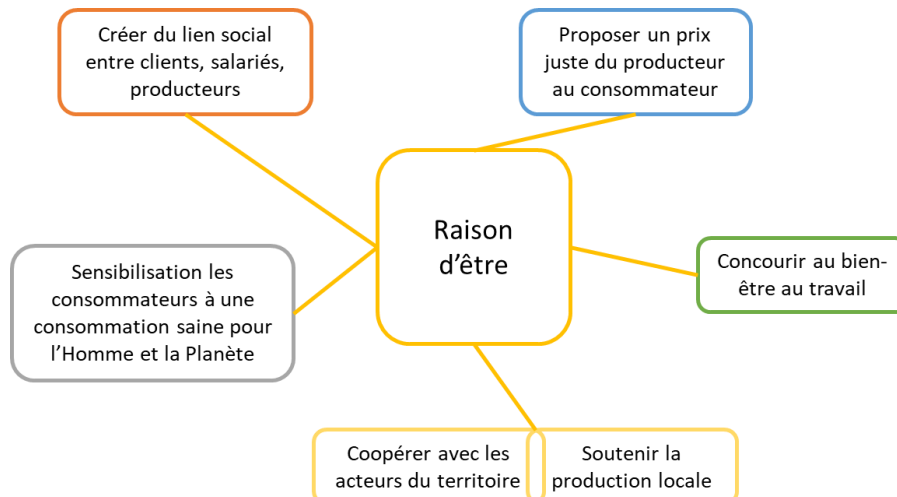 Créer du lien social
entre clients, salariés,
producteurs
Proposer un prix
juste du producteur
au consommateur
Raison
d'être
Sensibilisation les
consommateurs à une
consommation saine pour
l'Homme et la Planète
Concourir au bien-
être au travail
Coopérer avec les
acteurs du territoire
Soutenir la
production locale